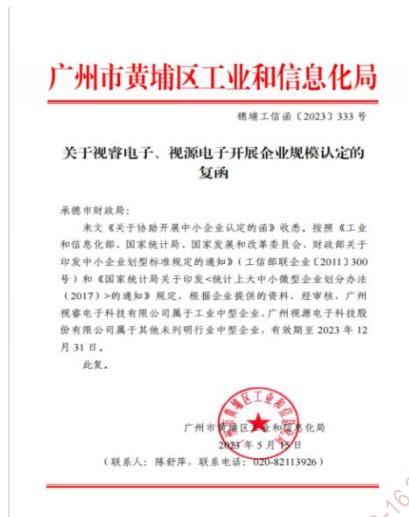 广州市黄埔区工业和信息化局
穗埔工信函〔2023〕333 号
关于视睿电子、视源电子开展企业规模认定的
复函
承德市财政局：
来文《关于协助开展中小企业认定的函》收悉。按照《工业
和信息化部、国家统计局、国家发展和改革委员会、财政部关于
印发中小企业划型标准规定的通知》（工信部联企业〔2011〕300
号）和《国家统计局关于印发<统计上大中小微型企业划分办法
（2017）>的通知》规定，根据企业提供的资料，经审核，广州
视睿电子科技有限公司属于工业中型企业，广州视源电子科技股
份有限公司属于其他未列明行业中型企业，有效期至 2023 年 12
月 31 日。
此复。
广州市黄埔区工业和信息化局
2023 年 5 月 15 日
（联系人：陈舒萍，联系电话：020-82113926）